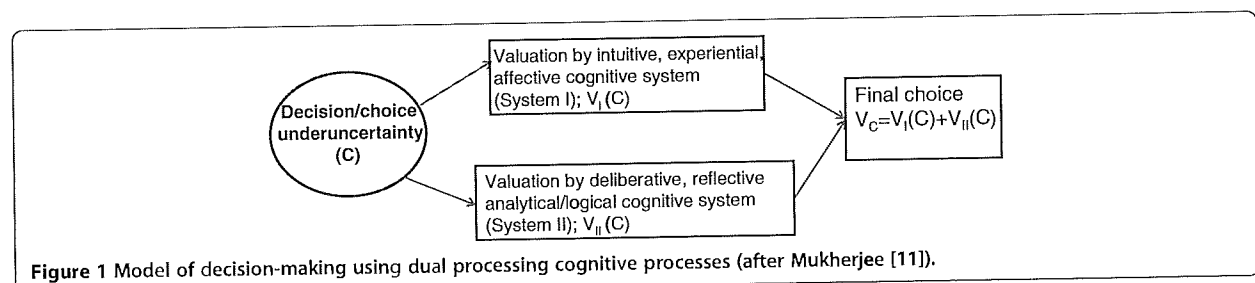 Decision/choice
underuncertainty
(C)
Valuation by intuitive, experiential,
affective cognitive system
(System I); V_I(C)
Valuation by deliberative, reflective
analytical/logical cognitive system
(System II); V_II(C)
Final choice
V_C=V_I(C)+V_II(C)
Figure 1 Model of decision-making using dual processing cognitive processes (after Mukherjee [11]).